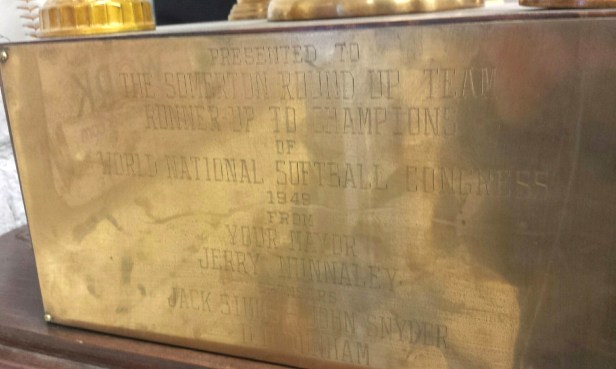 PRESENTED TO
THE SOMERTON ROUND UP TEAM
RUNNER-UP TO CHAMPIONS
OF
WORLD NATIONAL SOFTBALL CONGRESS
1949
FROM
YOUR MAYOR
JERRY NUNNALEY
JACK SNYDER